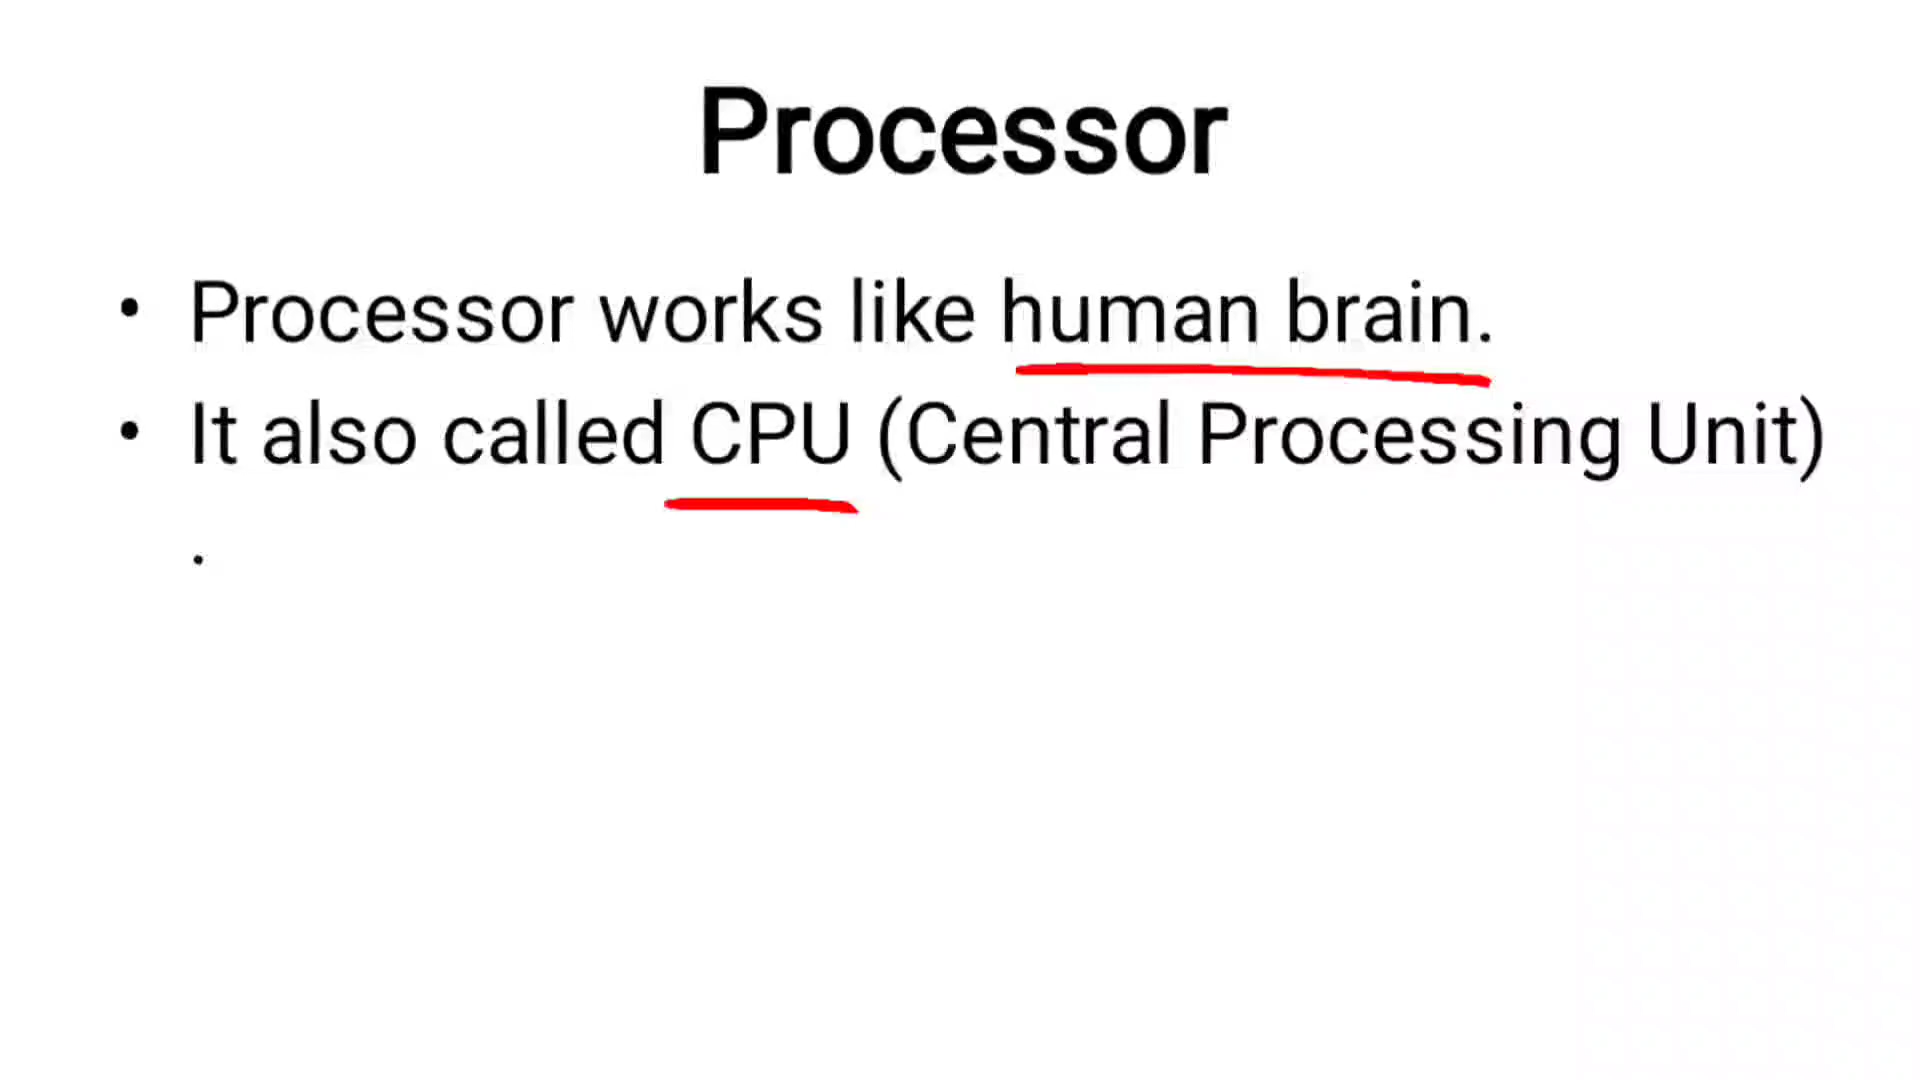 Processor
• Processor works like human brain.
• It also called CPU (Central Processing Unit)
.